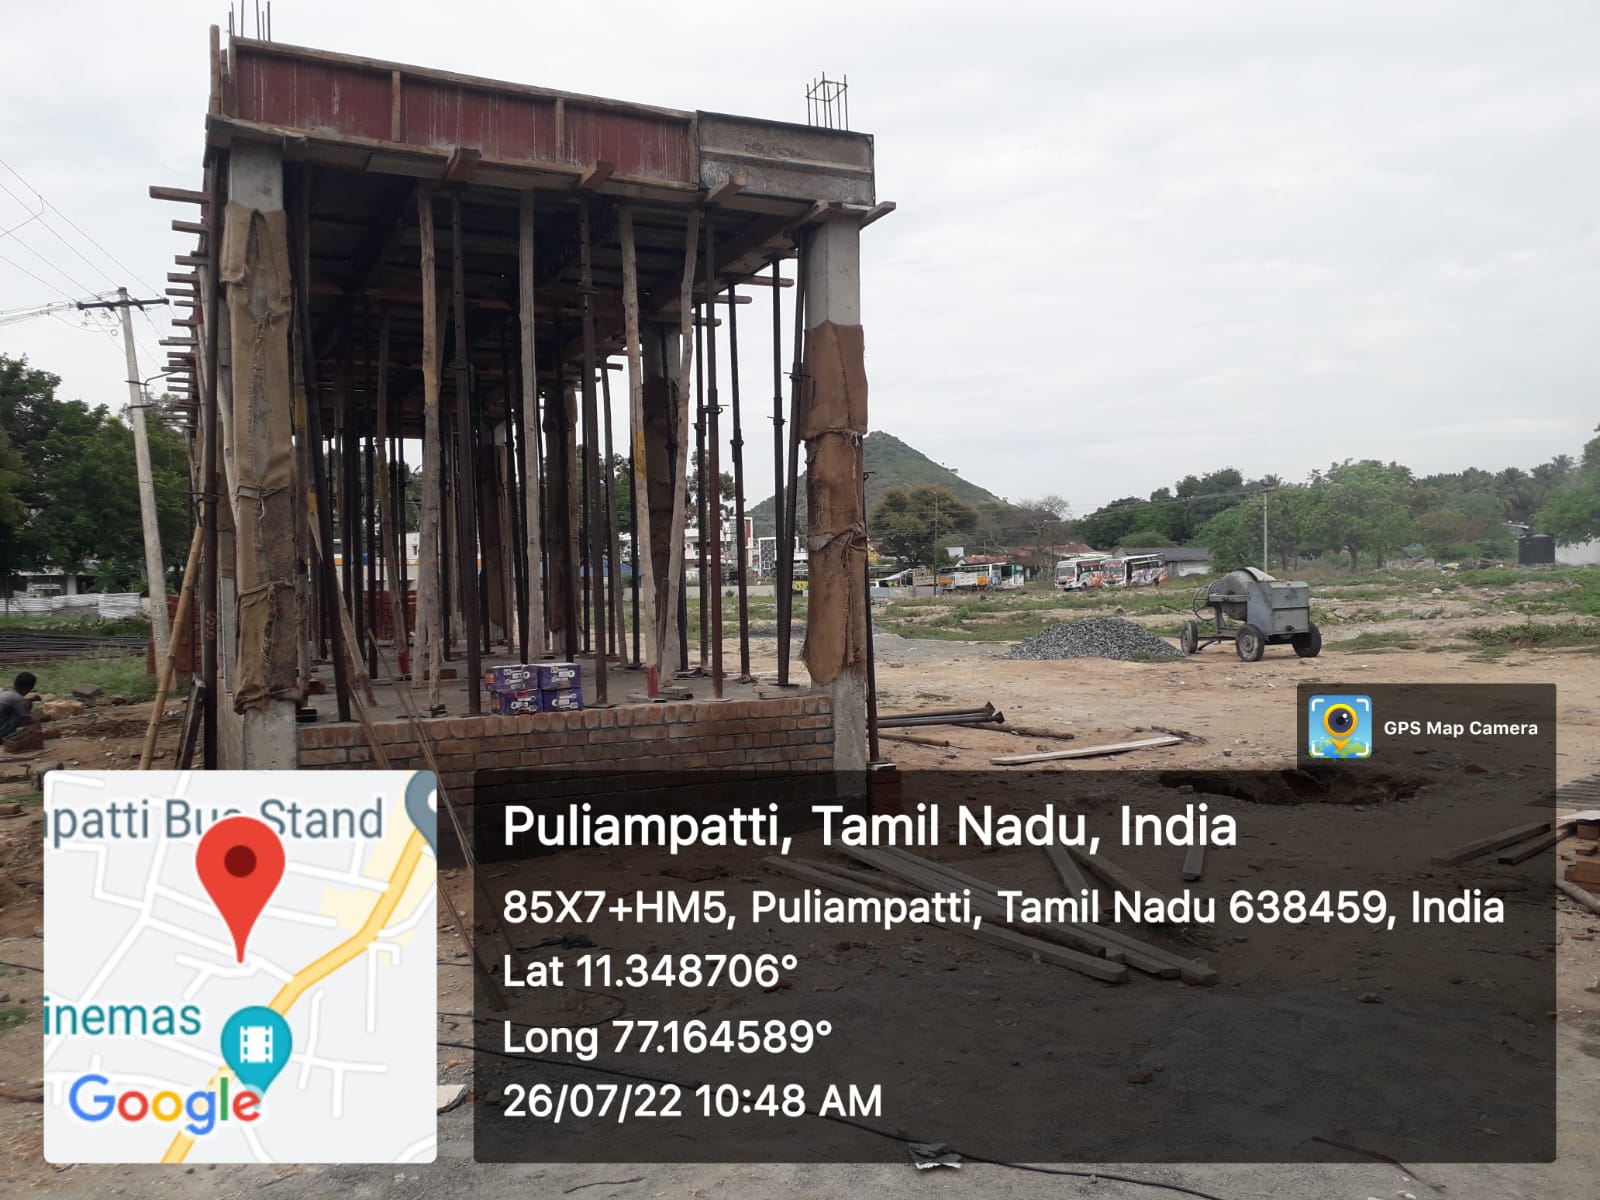 GPS Map Camera
patti Bus Stand
inemas
Google
Puliampatti, Tamil Nadu, India
85X7+HM5, Puliampatti, Tamil Nadu 638459, India
Lat 11.348706°
Long 77.164589°
26/07/22 10:48 AM